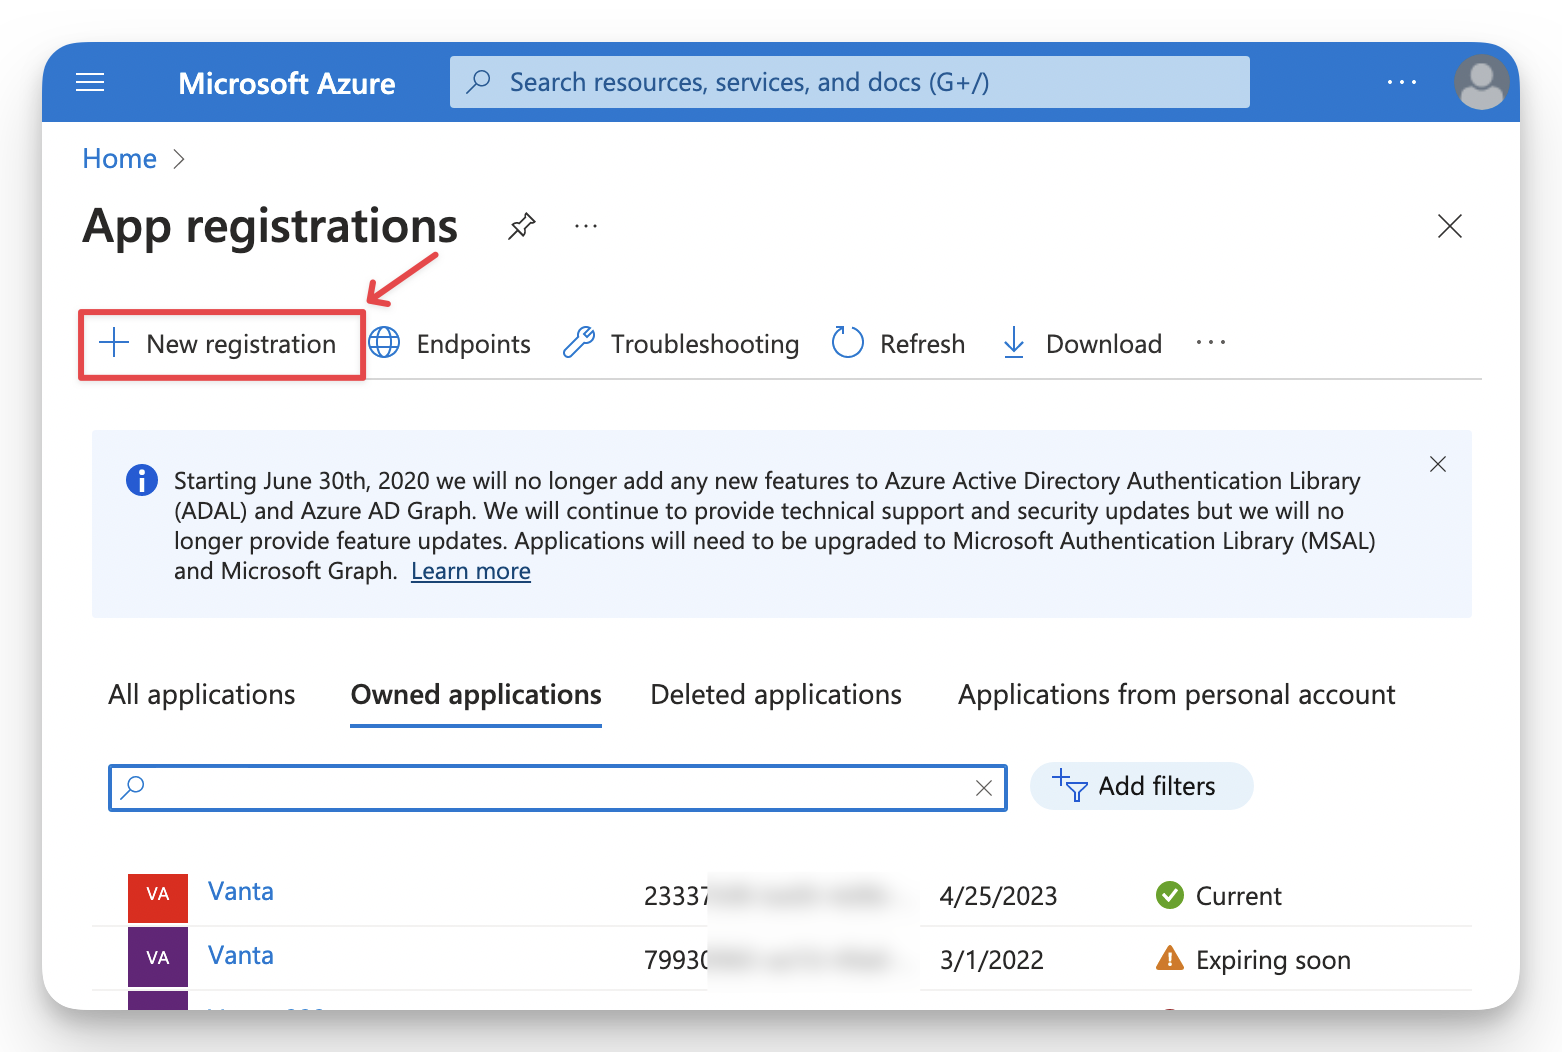 Microsoft Azure
Search resources, services, and docs (G+/)
Home
App registrations
New registration
Endpoints
Troubleshooting
Refresh
Download
Starting June 30th, 2020 we will no longer add any new features to Azure Active Directory Authentication Library
(ADAL) and Azure AD Graph. We will continue to provide technical support and security updates but we will no
longer provide feature updates. Applications will need to be upgraded to Microsoft Authentication Library (MSAL)
and Microsoft Graph. Learn more
All applications
Owned applications
Deleted applications
Applications from personal account
Add filters
VA Vanta 23337 4/25/2023 Current
VA Vanta 79930 3/1/2022 Expiring soon